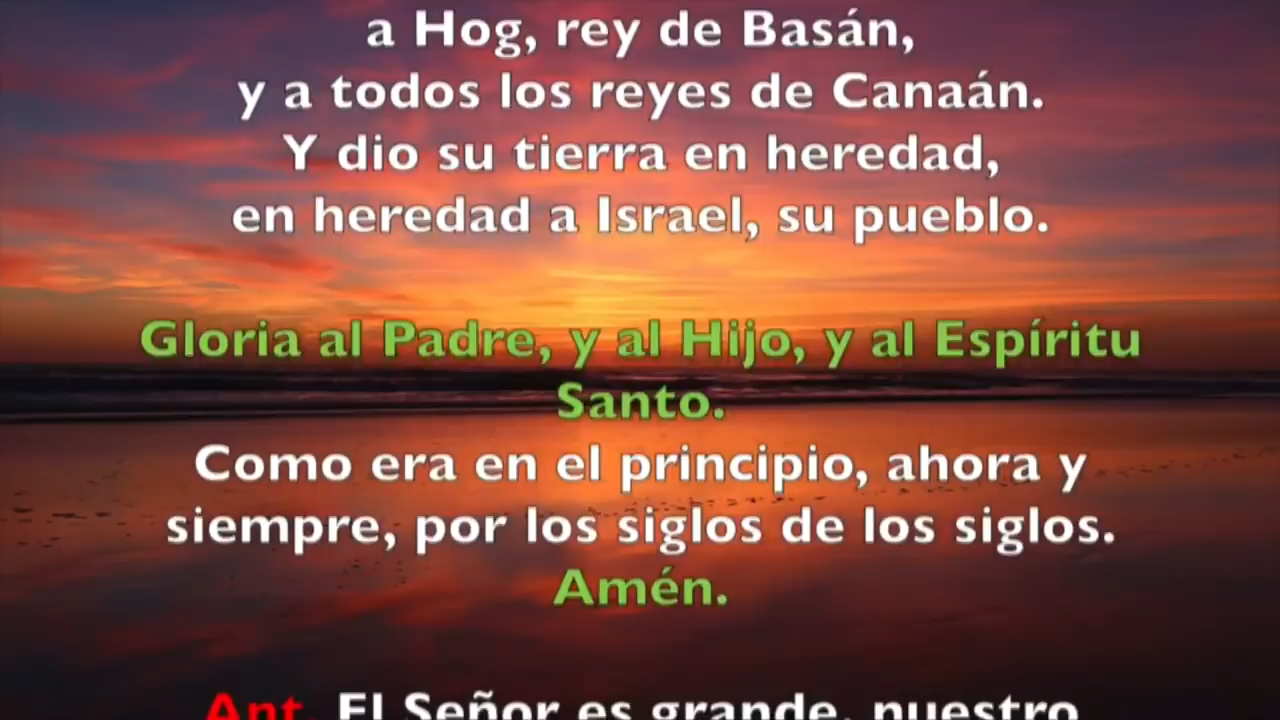 a Hog, rey de Basán,
y a todos los reyes de Canaán.
Y dio su tierra en heredad,
en heredad a Israel, su pueblo.
Gloria al Padre, y al Hijo, y al Espíritu
Santo.
Como era en el principio, ahora y
siempre, por los siglos de los siglos.
Amén.
Ant. El Señor es grande, nuestro